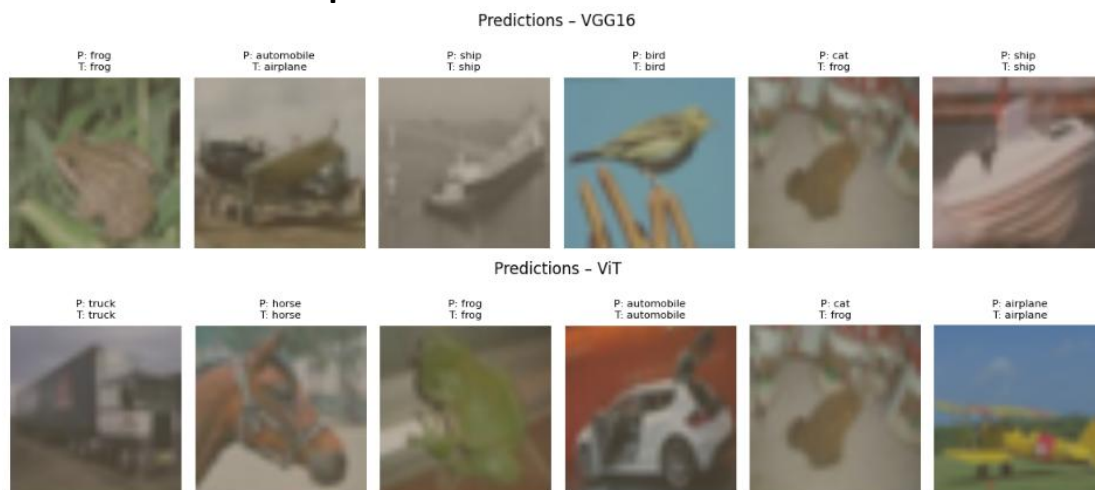 Predictions – VGG16
P: frog
T: frog
P: automobile
T: airplane
P: ship
T: ship
P: bird
T: bird
P: cat
T: frog
P: ship
T: ship
Predictions – ViT
P: truck
T: truck
P: horse
T: horse
P: frog
T: frog
P: automobile
T: automobile
P: cat
T: frog
P: airplane
T: airplane